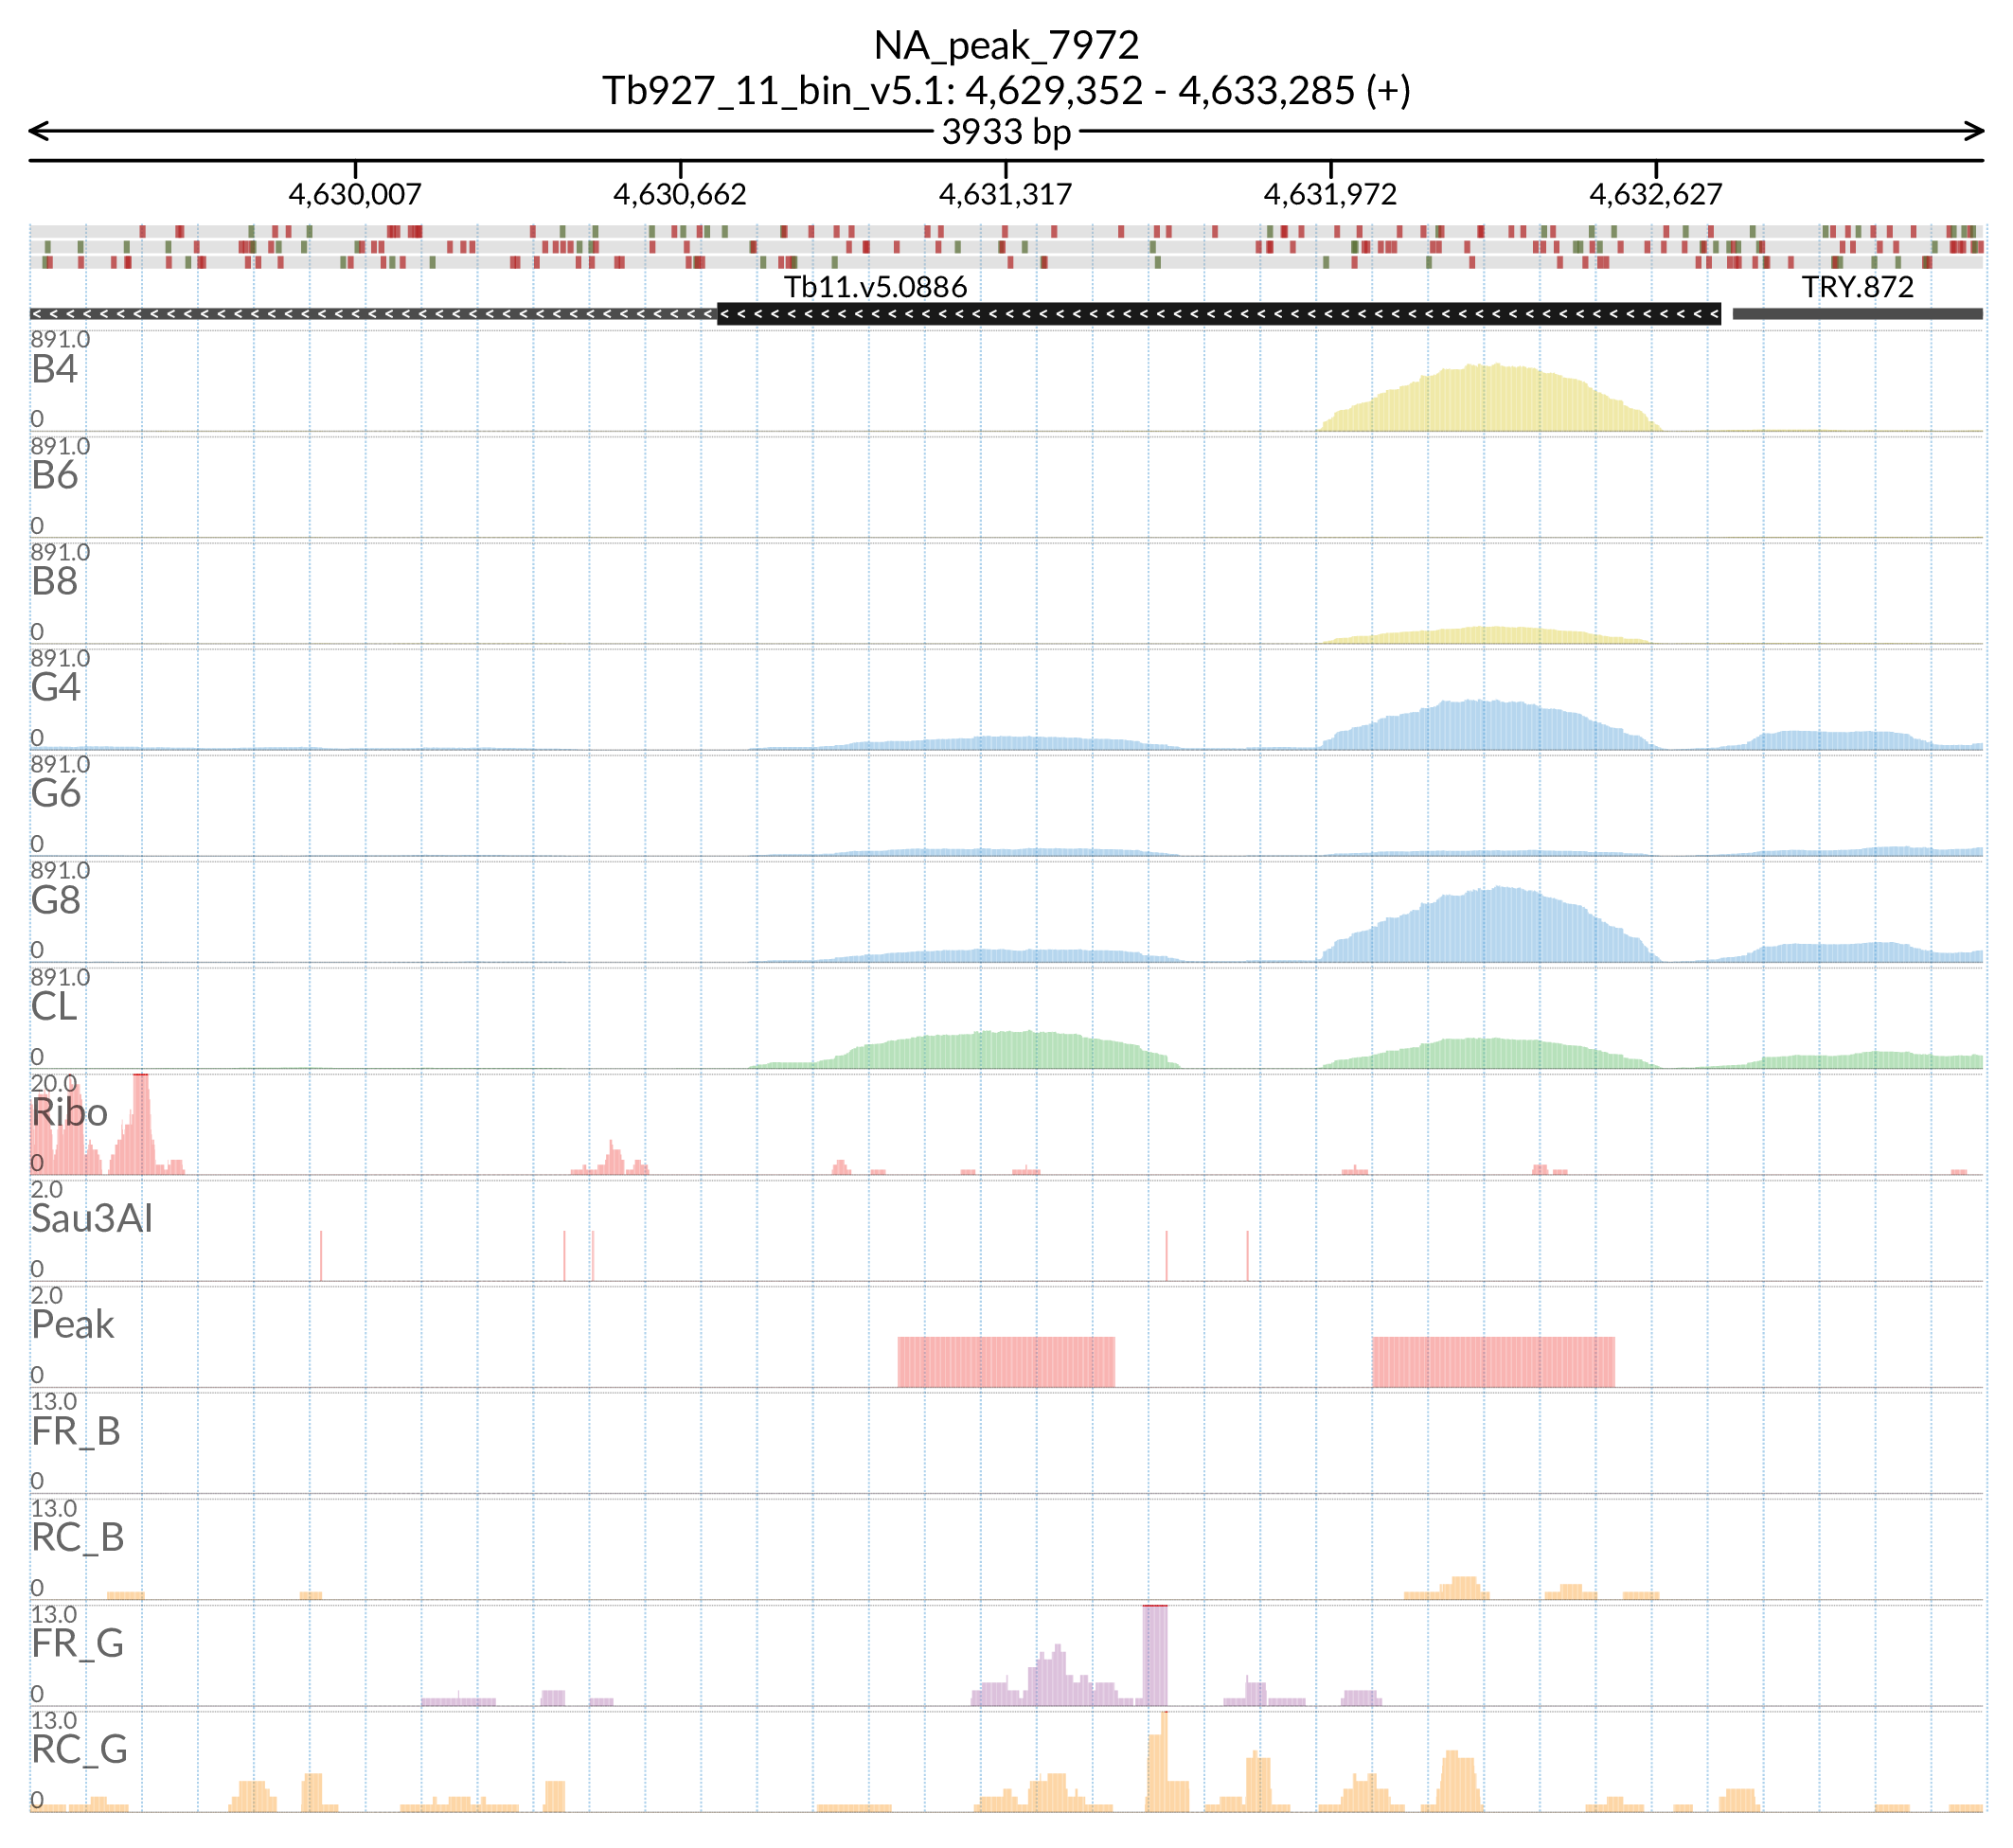 NA_peak_7972
Tb927_11_bin_v5.1: 4,629,352 - 4,633,285 (+)
3933 bp
4,630,007 4,630,662 4,631,317 4,631,972 4,632,627
Tb11.v5.0886 TRY.872
891.0
B4
0
891.0
B6
0
891.0
B8
0
891.0
G4
0
891.0
G6
0
891.0
G8
0
891.0
CL
0
20.0
Ribo
0
2.0
Sau3AI
0
2.0
Peak
0
13.0
FR_B
0
13.0
RC_B
0
13.0
FR_G
0
13.0
RC_G
0